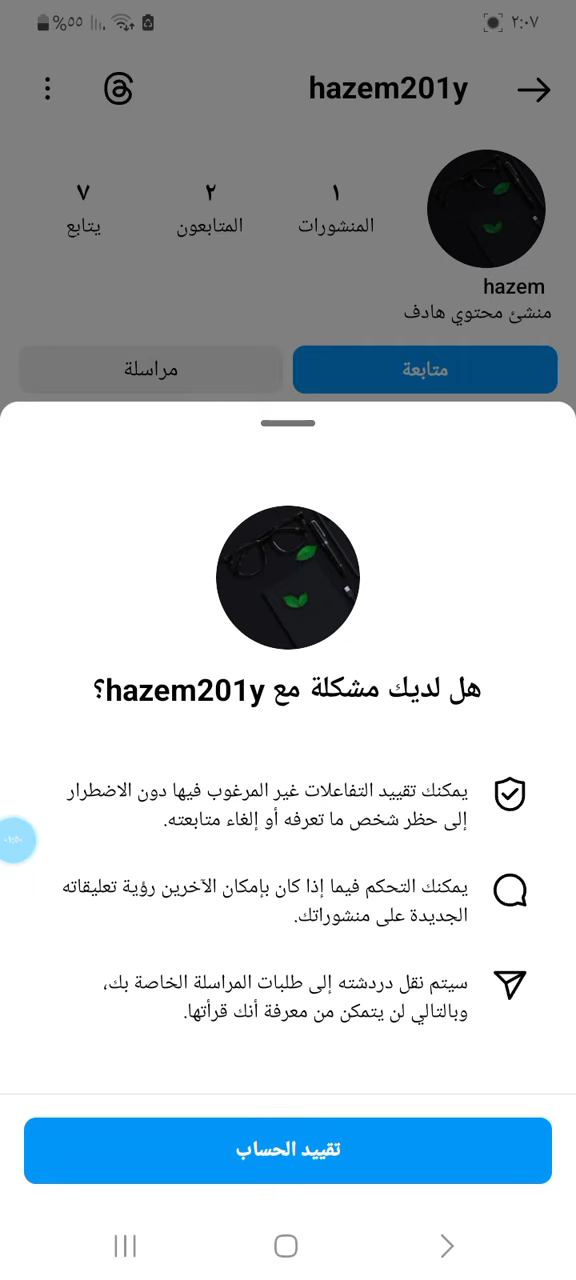 ٢:٠٧
%٥٥
hazem201y
١
٢
٧
المنشورات
المتابعون
يتابع
hazem
منشئ محتوي هادف
متابعة
مراسلة
هل لديك مشكلة مع hazem201y؟
يمكنك تقييد التفاعلات غير المرغوب فيها دون الاضطرار
إلى حظر شخص ما تعرفه أو إلغاء متابعته.
يمكنك التحكم فيما إذا كان بإمكان الآخرين رؤية تعليقاته
الجديدة على منشوراتك.
سيتم نقل دردشته إلى طلبات المراسلة الخاصة بك،
وبالتالي لن يتمكن من معرفة أنك قرأتها.
تقييد الحساب